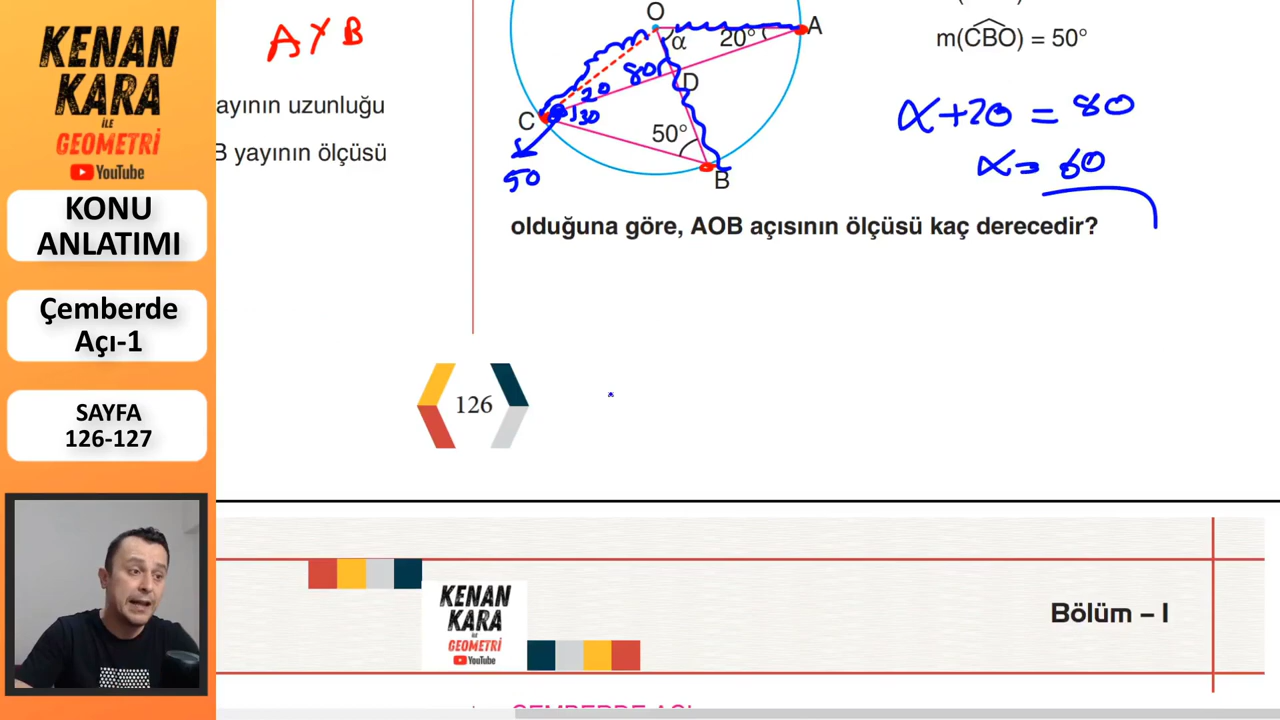 KENAN
KARA
İLE
GEOMETRİ
YouTube
KONU
ANLATIMI
Çemberde
Açı-1
SAYFA
126-127
A Y B
ayının uzunluğu
B yayının ölçüsü
O
A
α
20°
80
D
20
30
C
50°
50
B
m(CBO) = 50°
α+20 = 80
α= 60
olduğuna göre, AOB açısının ölçüsü kaç derecedir?
126
KENAN
KARA
İLE
GEOMETRİ
YouTube
Bölüm – I